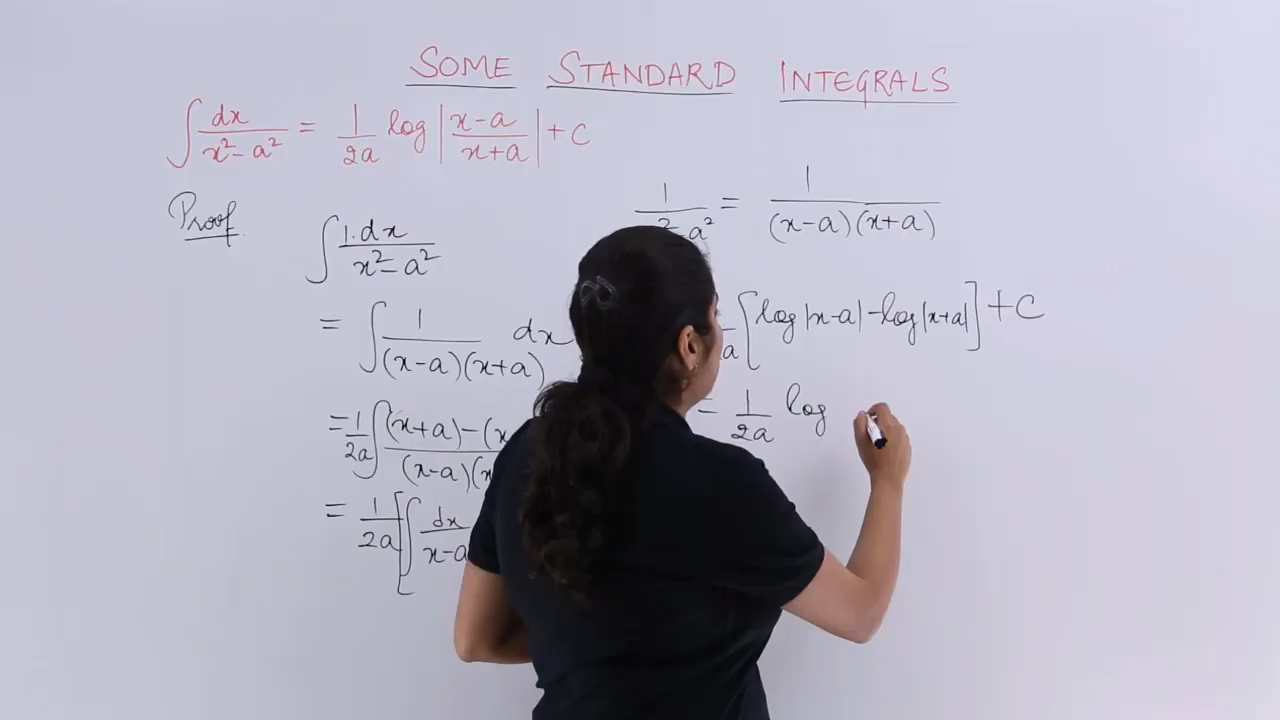 SOME STANDARD INTEGRALS
∫ dx/(x² - a²) = 1/2a log |(x-a)/(x+a)| + C
Proof
∫ 1.dx/(x² - a²)
= ∫ 1/((x-a)(x+a)) dx
= 1/2a ∫ (x+a) - (x
(x-a)(x
= 1/2a [∫ dx/(x-a)
1/(² - a²) = 1/((x-a)(x+a))
a [log|x-a| - log|x+a|] + C
= 1/2a log